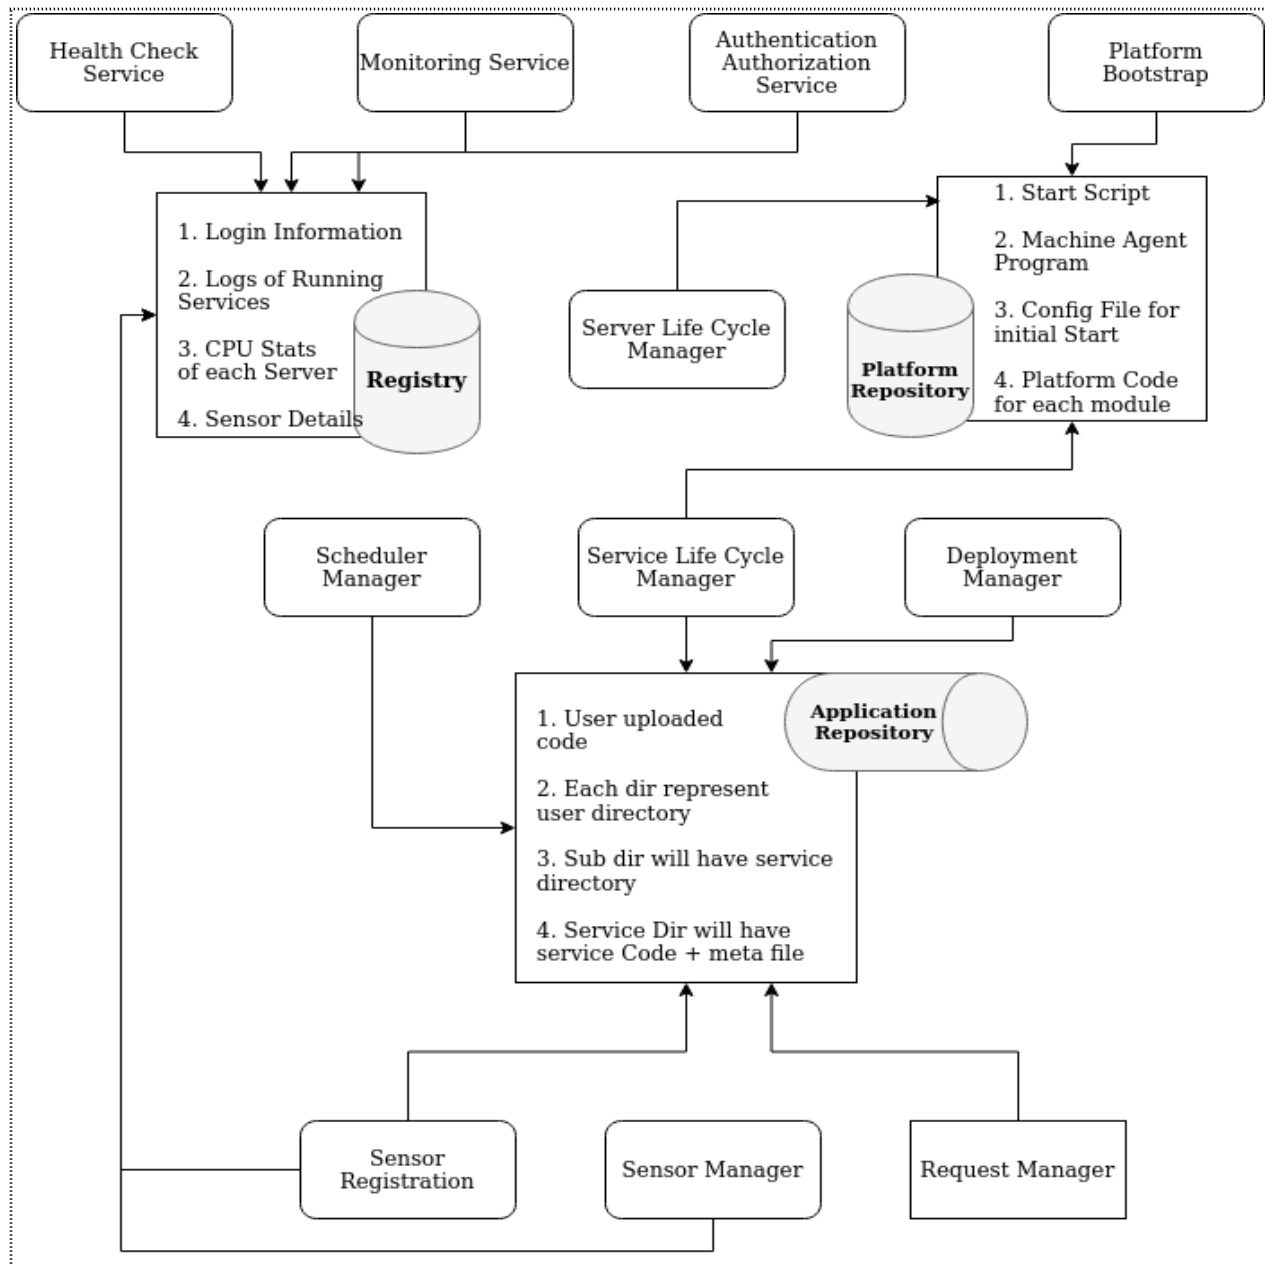 Health Check
Service
Monitoring Service
Authentication
Authorization
Service
Platform
Bootstrap
1. Login Information
2. Logs of Running
Services
3. CPU Stats
of each Server
4. Sensor Details
Registry
Server Life Cycle
Manager
1. Start Script
2. Machine Agent
Program
3. Config File for
initial Start
4. Platform Code
for each module
Platform
Repository
Scheduler
Manager
Service Life Cycle
Manager
Deployment
Manager
1. User uploaded
code
2. Each dir represent
user directory
3. Sub dir will have service
directory
4. Service Dir will have
service Code + meta file
Application
Repository
Sensor
Registration
Sensor Manager
Request Manager